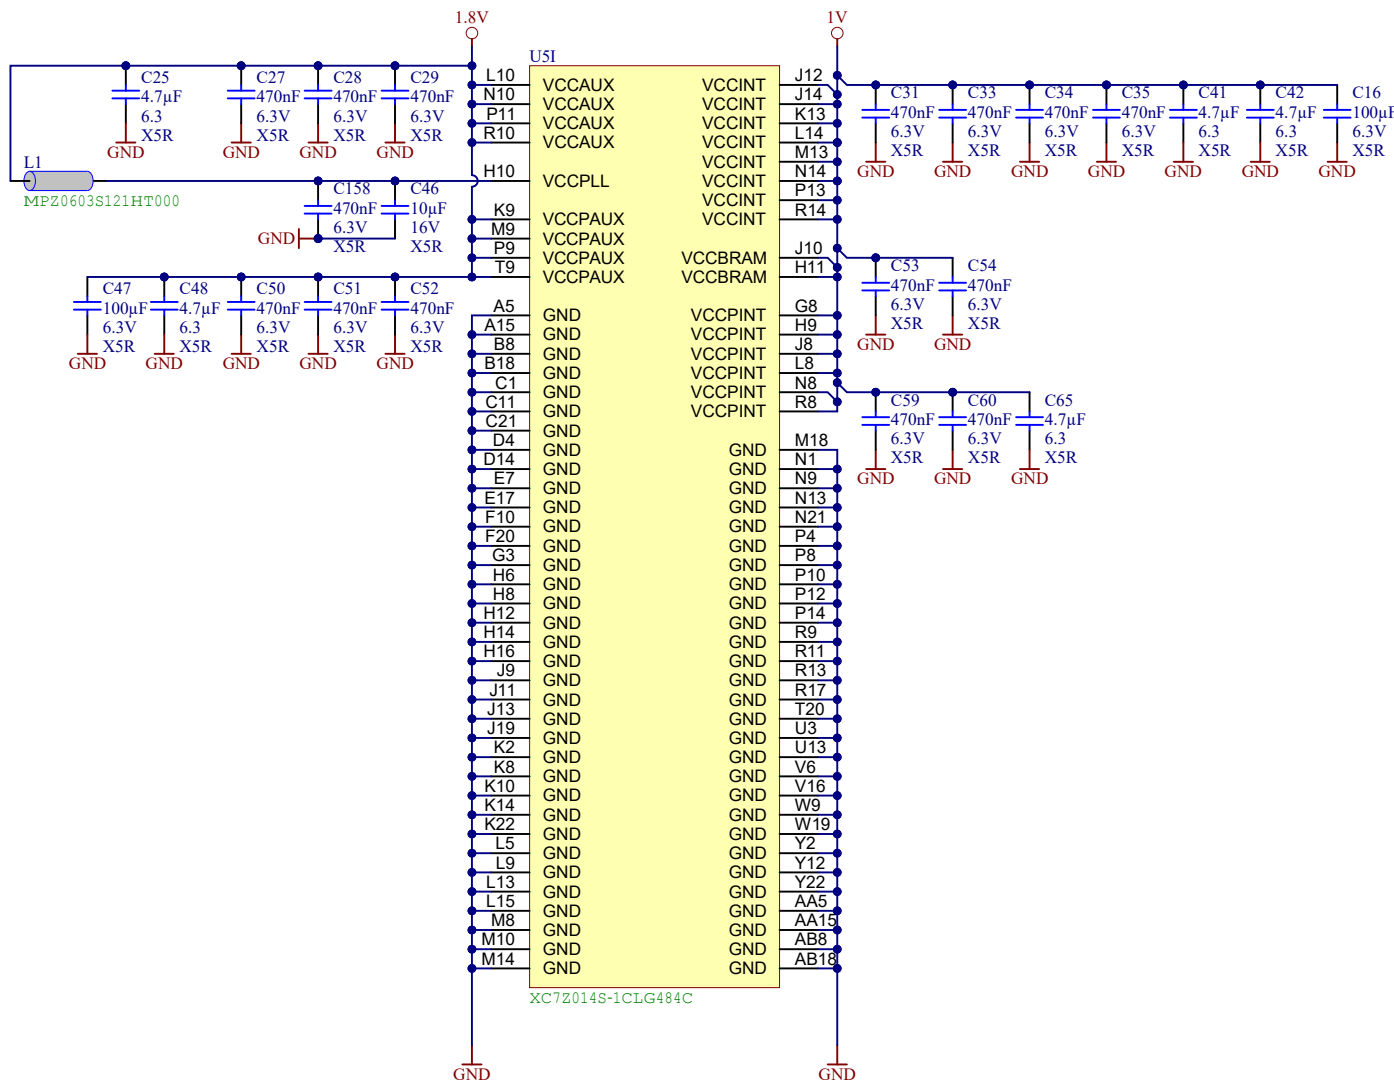 1.8V
1V
U5I
C25
4.7µF
6.3
X5R
GND
C27
470nF
6.3V
X5R
GND
C28
470nF
6.3V
X5R
GND
C29
470nF
6.3V
X5R
GND
L1
MPZ0603S121HT000
C158
470nF
6.3V
X5R
C46
10µF
16V
X5R
GND
C47
100µF
6.3V
X5R
GND
C48
4.7µF
6.3
X5R
GND
C50
470nF
6.3V
X5R
GND
C51
470nF
6.3V
X5R
GND
C52
470nF
6.3V
X5R
GND
L10 VCCAUX
N10 VCCAUX
P11 VCCAUX
R10 VCCAUX
H10 VCCPLL
K9 VCCPAUX
M9 VCCPAUX
P9 VCCPAUX
T9 VCCPAUX
A5 GND
A15 GND
B8 GND
B18 GND
C1 GND
C11 GND
C21 GND
D4 GND
D14 GND
E7 GND
E17 GND
F10 GND
F20 GND
G3 GND
H6 GND
H8 GND
H12 GND
H14 GND
H16 GND
J9 GND
J11 GND
J13 GND
J19 GND
K2 GND
K8 GND
K10 GND
K14 GND
K22 GND
L5 GND
L9 GND
L13 GND
L15 GND
M8 GND
M10 GND
M14 GND
VCCINT J12
VCCINT J14
VCCINT K13
VCCINT L14
VCCINT M13
VCCINT N14
VCCINT P13
VCCINT R14
VCCBRAM J10
VCCBRAM H11
VCCPINT G8
VCCPINT H9
VCCPINT J8
VCCPINT L8
VCCPINT N8
VCCPINT R8
GND M18
GND N1
GND N9
GND N13
GND N21
GND P4
GND P8
GND P10
GND P12
GND P14
GND R9
GND R11
GND R13
GND R17
GND T20
GND U3
GND U13
GND V6
GND V16
GND W9
GND W19
GND Y2
GND Y12
GND Y22
GND AA5
GND AA15
GND AB8
GND AB18
XC7Z014S-1CLG484C
C31
470nF
6.3V
X5R
GND
C33
470nF
6.3V
X5R
GND
C34
470nF
6.3V
X5R
GND
C35
470nF
6.3V
X5R
GND
C41
4.7µF
6.3
X5R
GND
C42
4.7µF
6.3
X5R
GND
C16
100µF
6.3V
X5R
GND
C53
470nF
6.3V
X5R
GND
C54
470nF
6.3V
X5R
GND
C59
470nF
6.3V
X5R
GND
C60
470nF
6.3V
X5R
GND
C65
4.7µF
6.3
X5R
GND
GND
GND